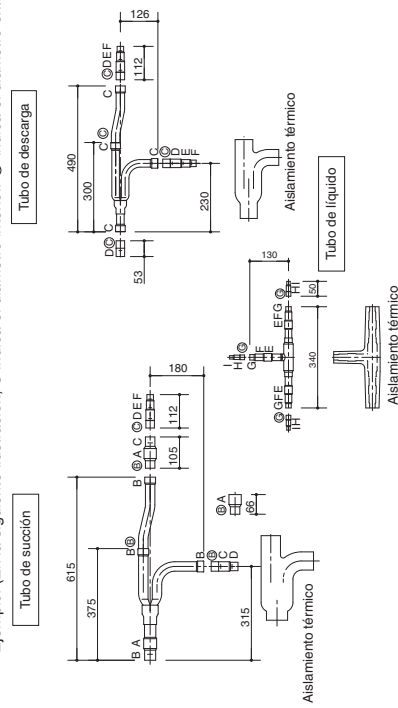 Tubo de succión
615
375
B A
B Ⓑ
B
Ⓑ A C
105
Ⓒ D E F
112
180
B
Ⓑ
C
D
315
Ⓑ A
66
Aislamiento térmico
Tubo de descarga
490
300
D Ⓒ
53
C
C Ⓒ
C
Ⓒ D E F
112
126
C
Ⓒ
D
E
F
230
Aislamiento térmico
Tubo de líquido
130
I
H Ⓖ
G
F E
G F E
E F G
Ⓖ
I H
340
Ⓖ
H I
50
Aislamiento térmico